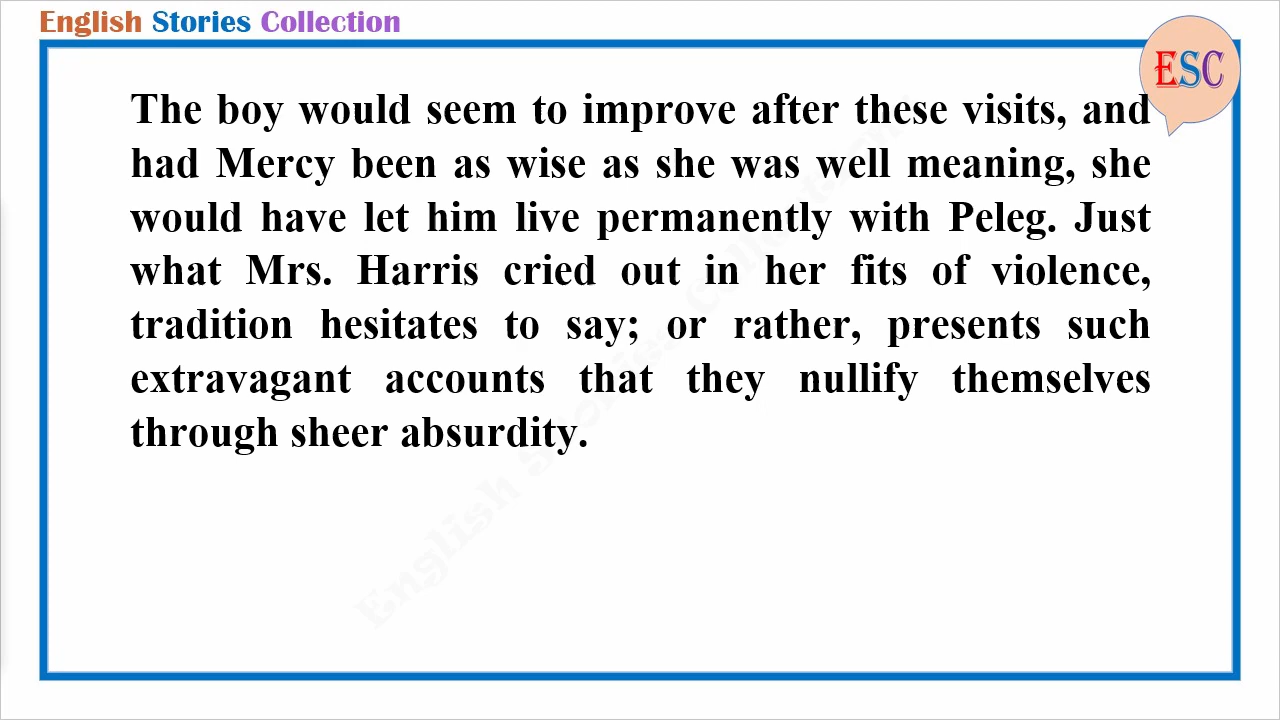 English Stories Collection
ESC
The boy would seem to improve after these visits, and
had Mercy been as wise as she was well meaning, she
would have let him live permanently with Peleg. Just
what Mrs. Harris cried out in her fits of violence,
tradition hesitates to say; or rather, presents such
extravagant accounts that they nullify themselves
through sheer absurdity.
English Stories Collection